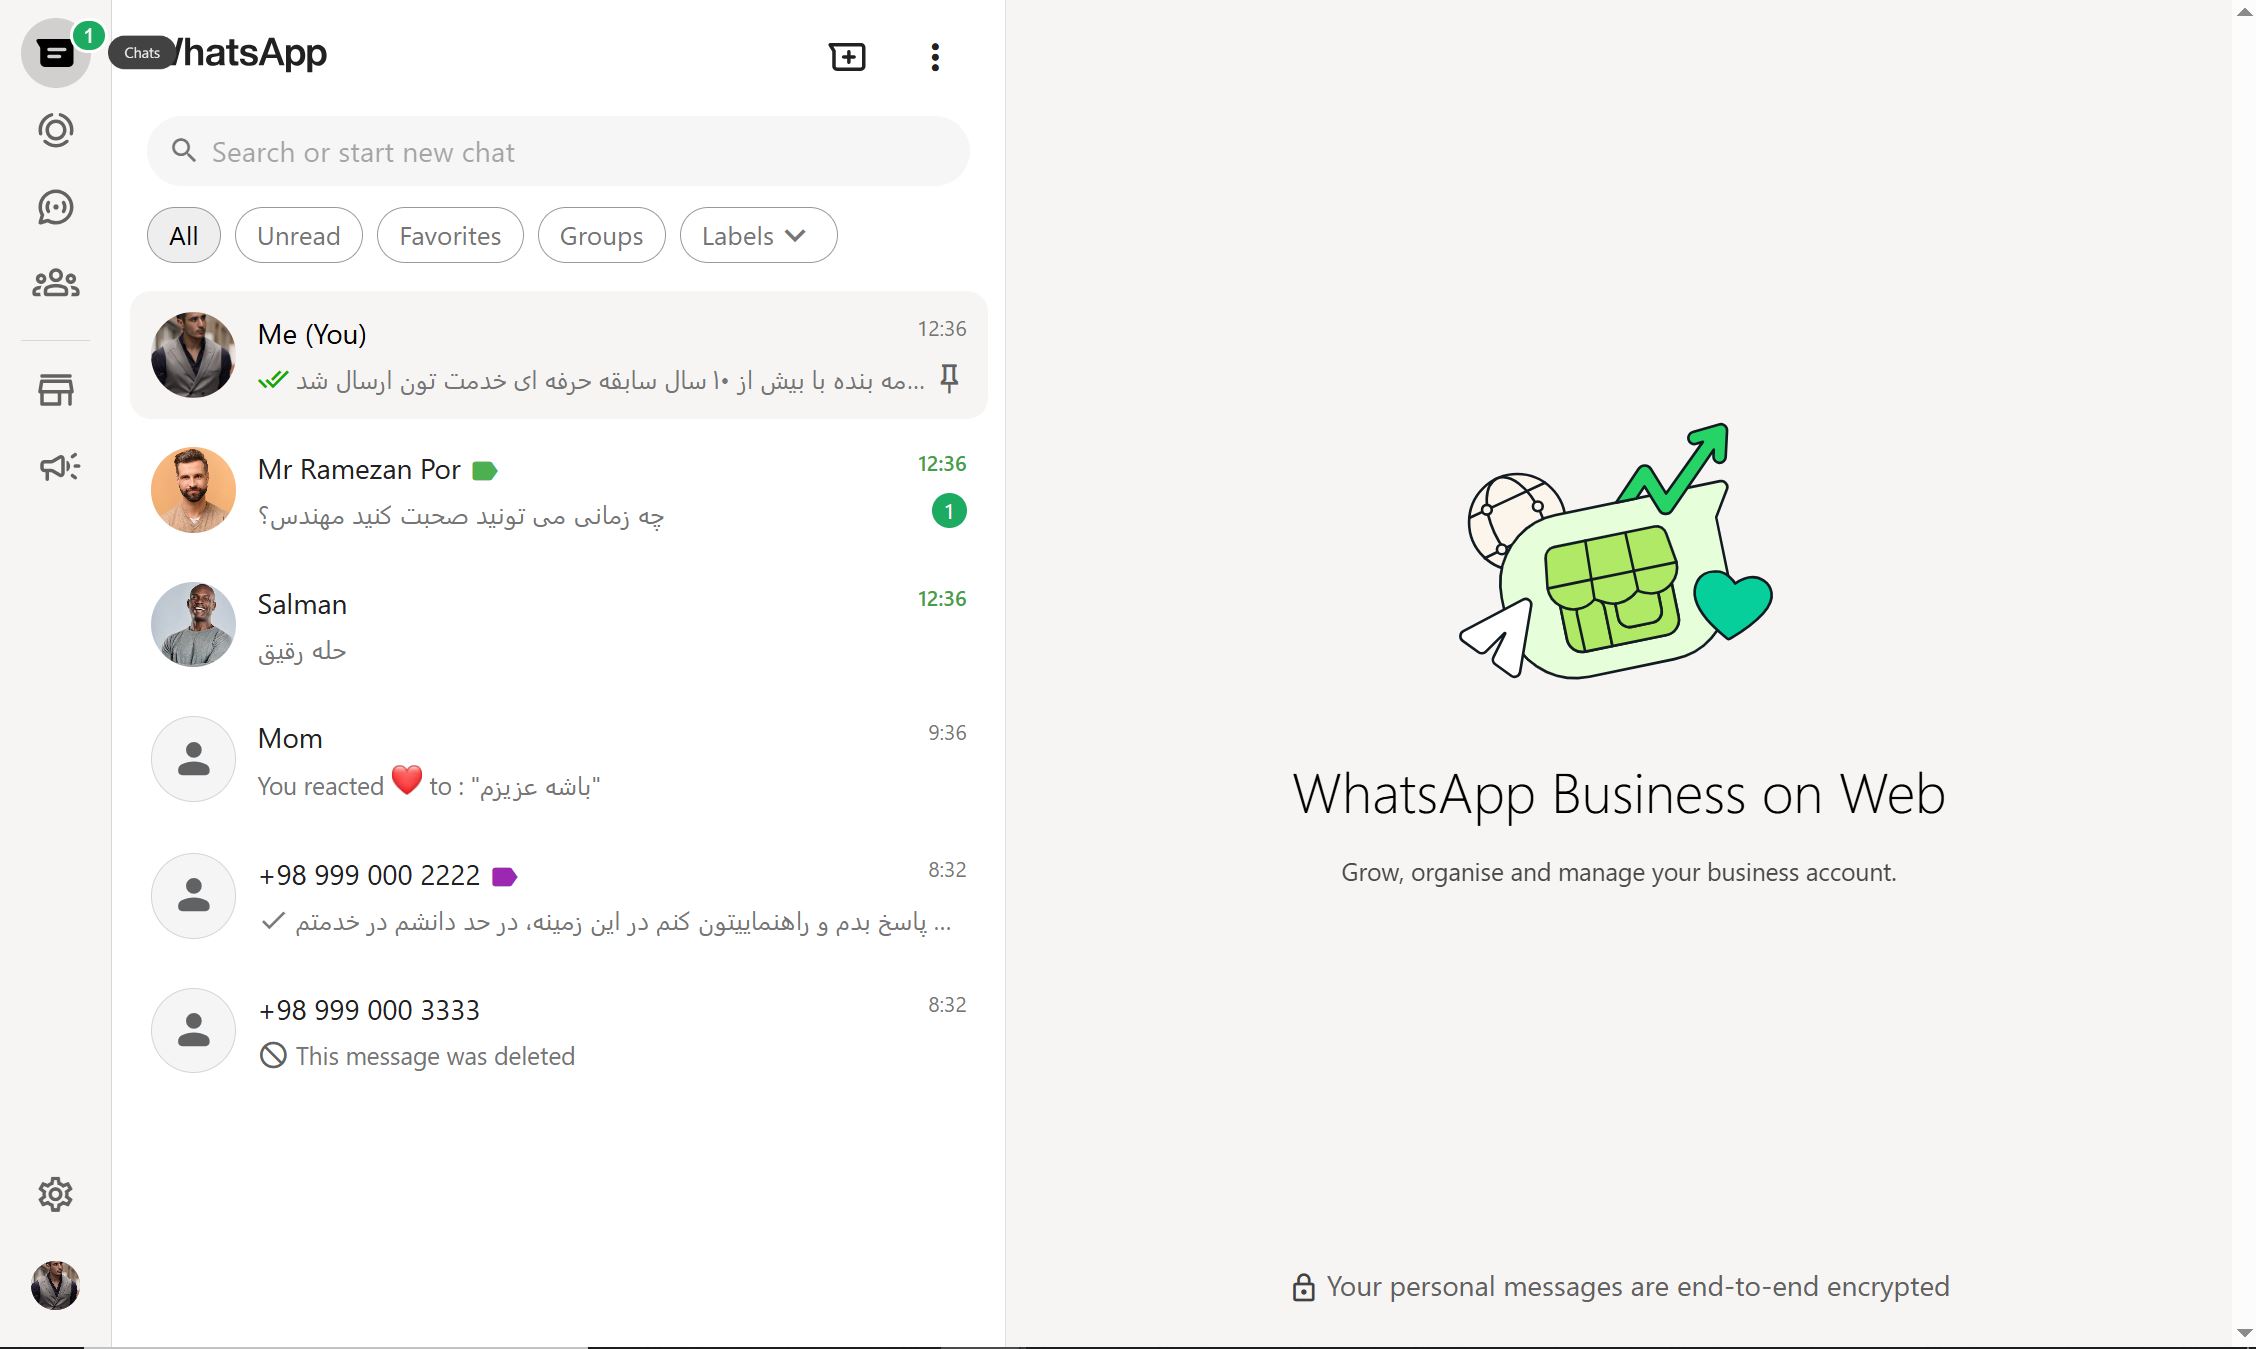 1
Chats
hatsApp
Search or start new chat
All
Unread
Favorites
Groups
Labels
Me (You)
12:36
...مه بنده با بیش از ۱۰ سال سابقه حرفه ای خدمت تون ارسال شد
Mr Ramezan Por
12:36
چه زمانی می تونید صحبت کنید مهندس؟
1
Salman
12:36
حله رقیق
Mom
9:36
You reacted ❤️ to : "باشه عزیزم"
+98 999 000 2222
8:32
... پاسخ بدم و راهنماییتون کنم در این زمینه، در حد دانشم در خدمتم
+98 999 000 3333
8:32
This message was deleted
WhatsApp Business on Web
Grow, organise and manage your business account.
Your personal messages are end-to-end encrypted